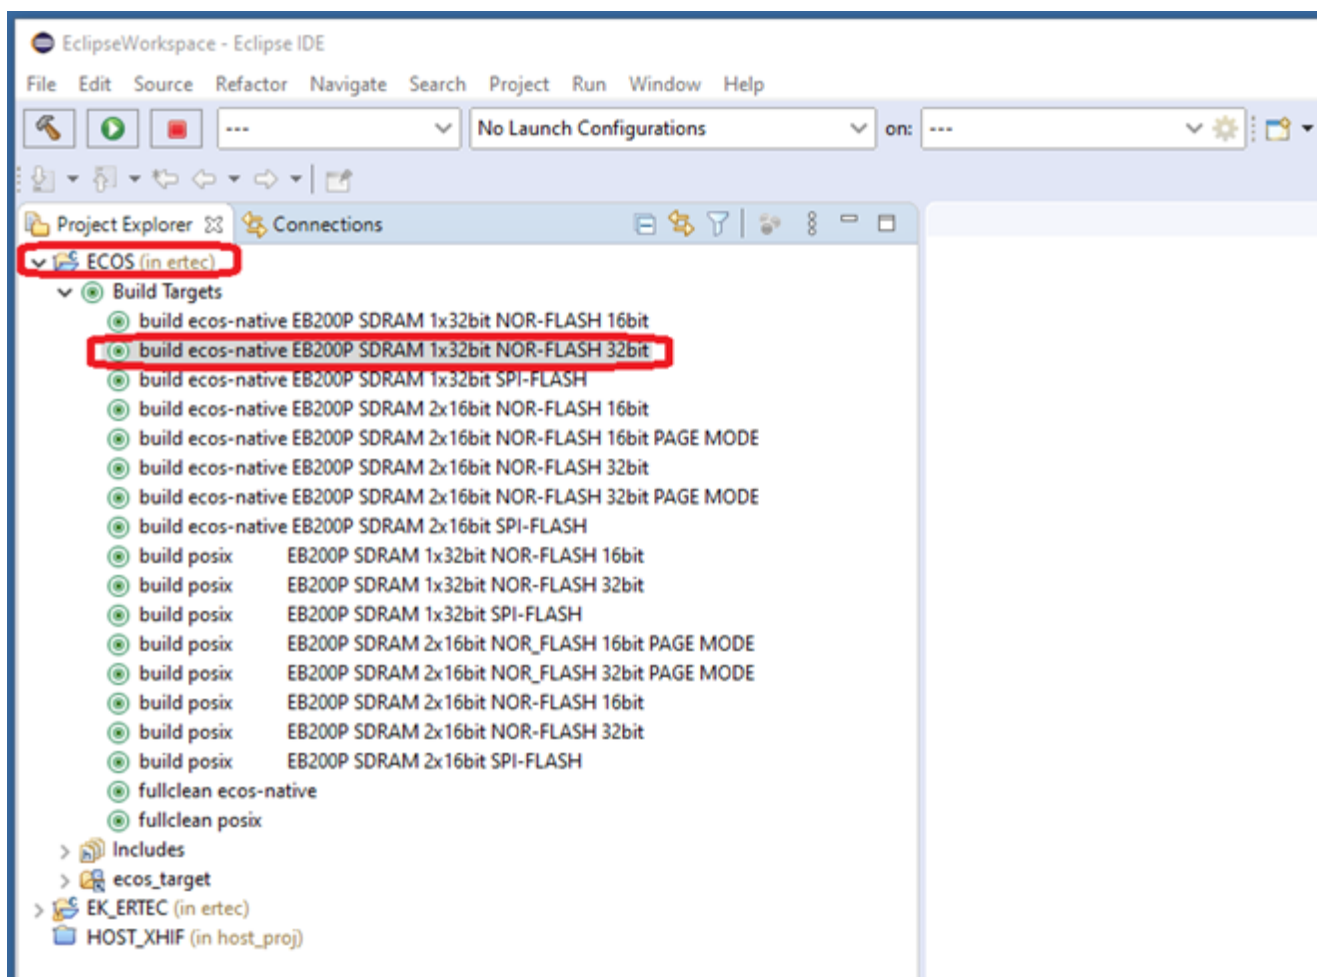 EclipseWorkspace - Eclipse IDE
File Edit Source Refactor Navigate Search Project Run Window Help
--- No Launch Configurations on: ---
Project Explorer Connections
ECOS (in ertec)
Build Targets
build ecos-native EB200P SDRAM 1x32bit NOR-FLASH 16bit
build ecos-native EB200P SDRAM 1x32bit NOR-FLASH 32bit
build ecos-native EB200P SDRAM 1x32bit SPI-FLASH
build ecos-native EB200P SDRAM 2x16bit NOR-FLASH 16bit
build ecos-native EB200P SDRAM 2x16bit NOR-FLASH 16bit PAGE MODE
build ecos-native EB200P SDRAM 2x16bit NOR-FLASH 32bit
build ecos-native EB200P SDRAM 2x16bit NOR-FLASH 32bit PAGE MODE
build ecos-native EB200P SDRAM 2x16bit SPI-FLASH
build posix EB200P SDRAM 1x32bit NOR-FLASH 16bit
build posix EB200P SDRAM 1x32bit NOR-FLASH 32bit
build posix EB200P SDRAM 1x32bit SPI-FLASH
build posix EB200P SDRAM 2x16bit NOR_FLASH 16bit PAGE MODE
build posix EB200P SDRAM 2x16bit NOR_FLASH 32bit PAGE MODE
build posix EB200P SDRAM 2x16bit NOR-FLASH 16bit
build posix EB200P SDRAM 2x16bit NOR-FLASH 32bit
build posix EB200P SDRAM 2x16bit SPI-FLASH
fullclean ecos-native
fullclean posix
Includes
ecos_target
EK_ERTEC (in ertec)
HOST_XHIF (in host_proj)